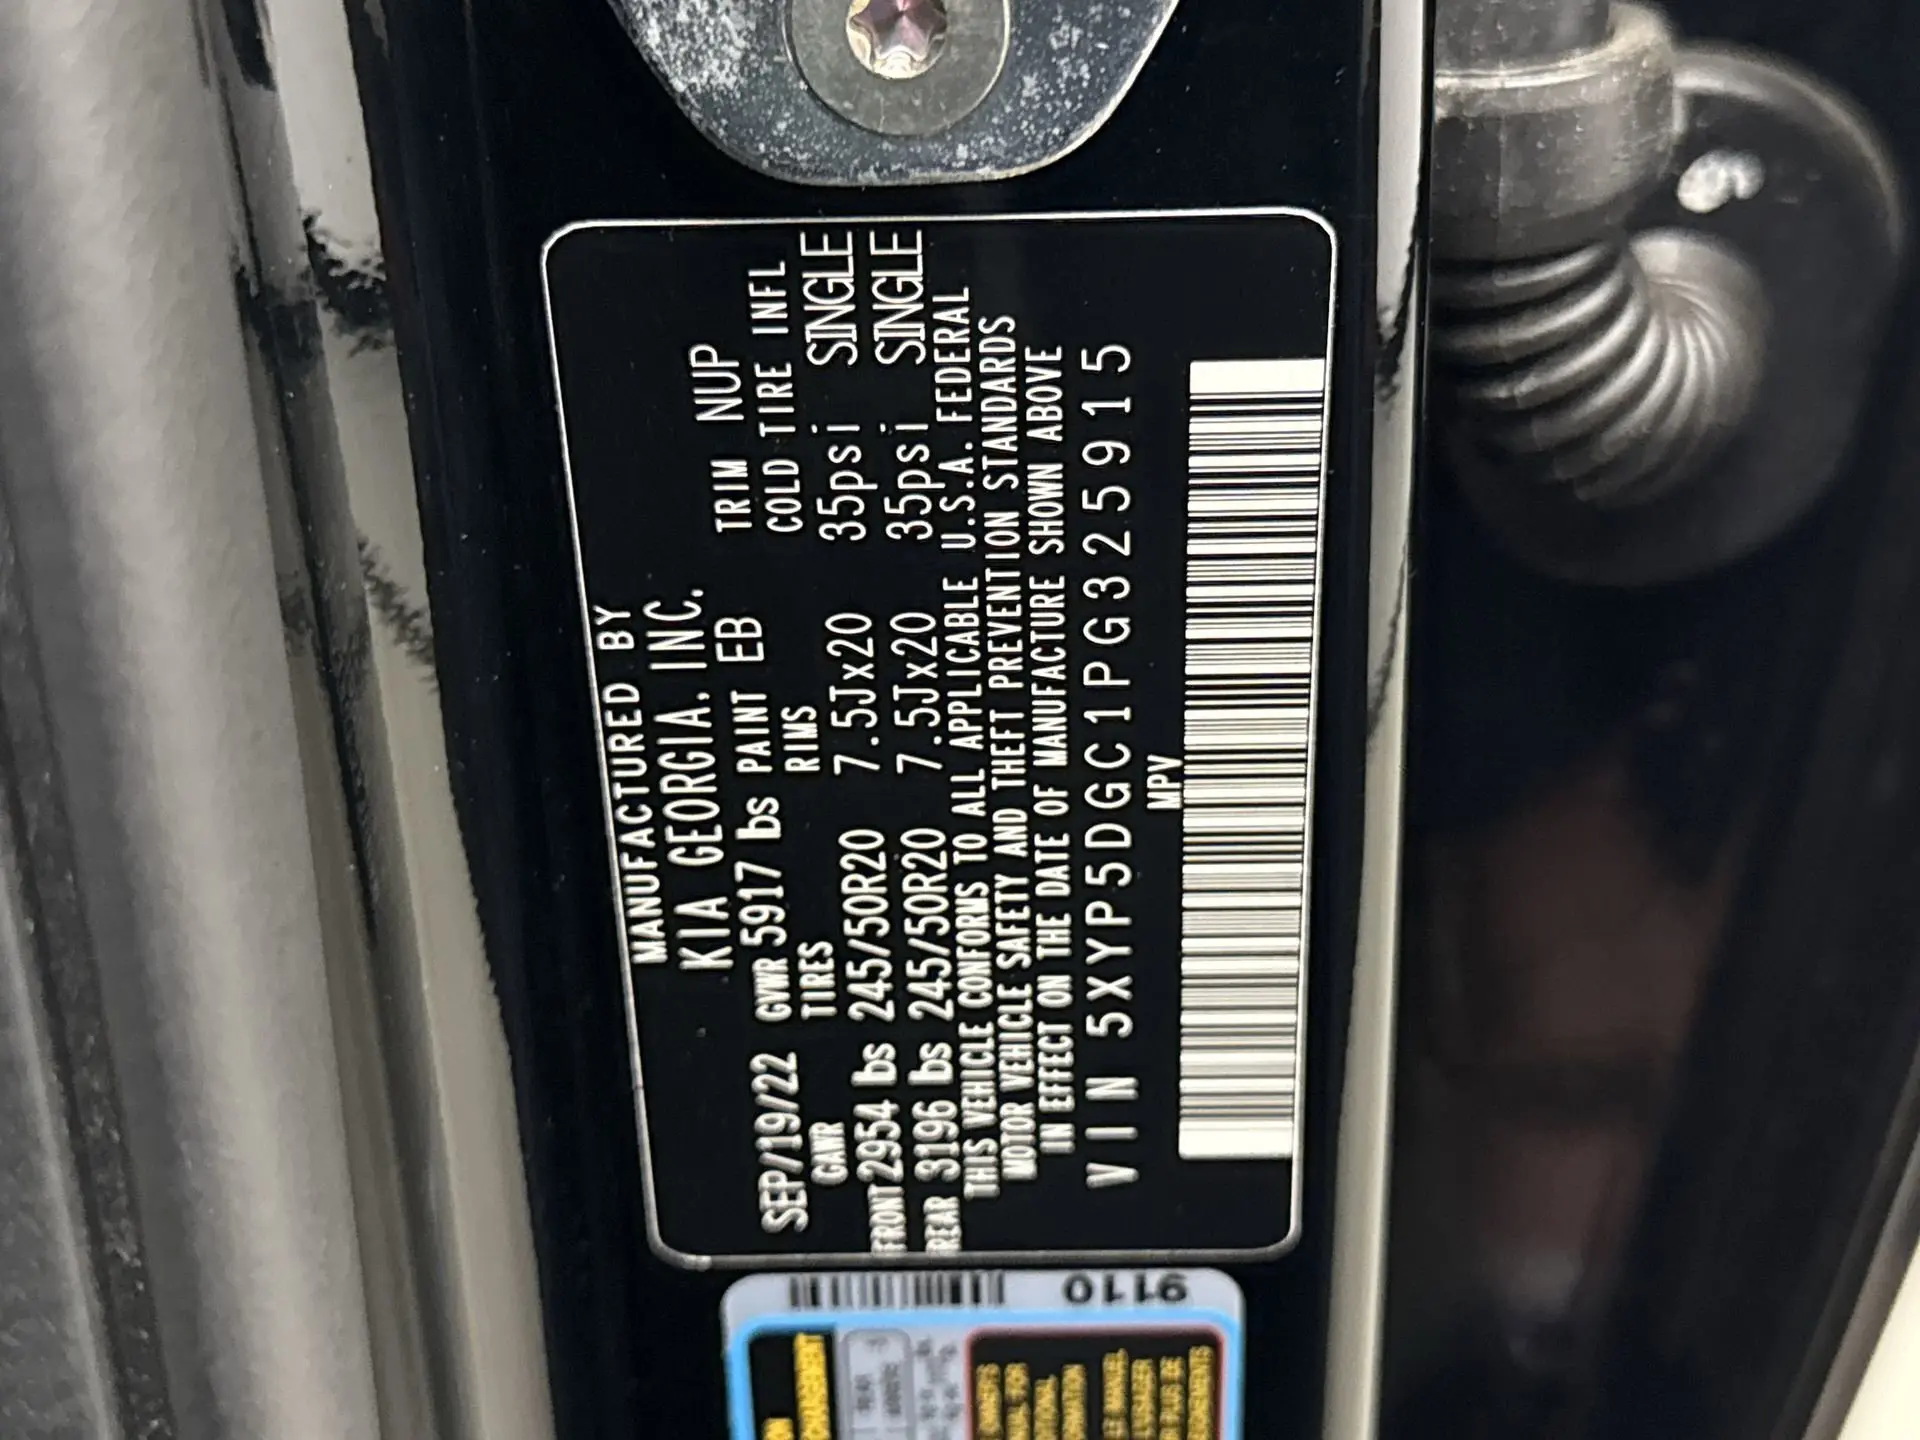 MANUFACTURED BY
KIA GEORGIA. INC.
SEP/19/22 GVWR 5917 lbs PAINT EB TRIM NUP
GAWR TIRES RIMS COLD TIRE INFL
FRONT 2954 lbs 245/50R20 7.5Jx20 35psi SINGLE
REAR 3196 lbs 245/50R20 7.5Jx20 35psi SINGLE
THIS VEHICLE CONFORMS TO ALL APPLICABLE U.S.A. FEDERAL
MOTOR VEHICLE SAFETY AND THEFT PREVENTION STANDARDS
IN EFFECT ON THE DATE OF MANUFACTURE SHOWN ABOVE
VIN 5XYP5DGC1PG325915
MPV
9110